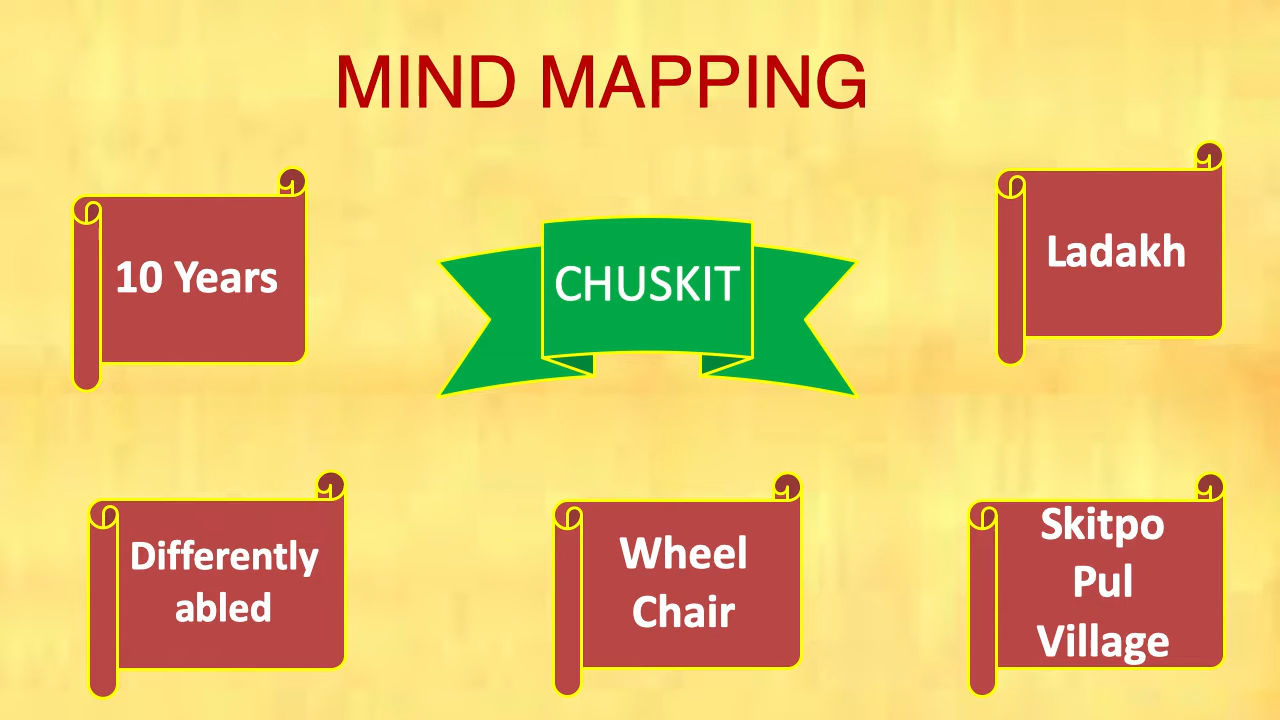 MIND MAPPING
10 Years
CHUSKIT
Ladakh
Differently
abled
Wheel
Chair
Skitpo
Pul
Village